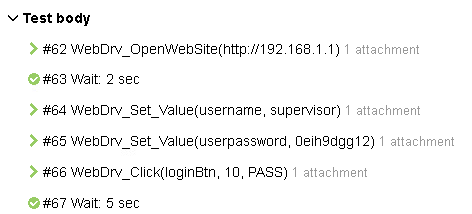 Test body
#62 WebDrv_OpenWebSite(http://192.168.1.1) 1 attachment
#63 Wait: 2 sec
#64 WebDrv_Set_Value(username, supervisor) 1 attachment
#65 WebDrv_Set_Value(userpassword, 0eih9dgg12) 1 attachment
#66 WebDrv_Click(loginBtn, 10, PASS) 1 attachment
#67 Wait: 5 sec